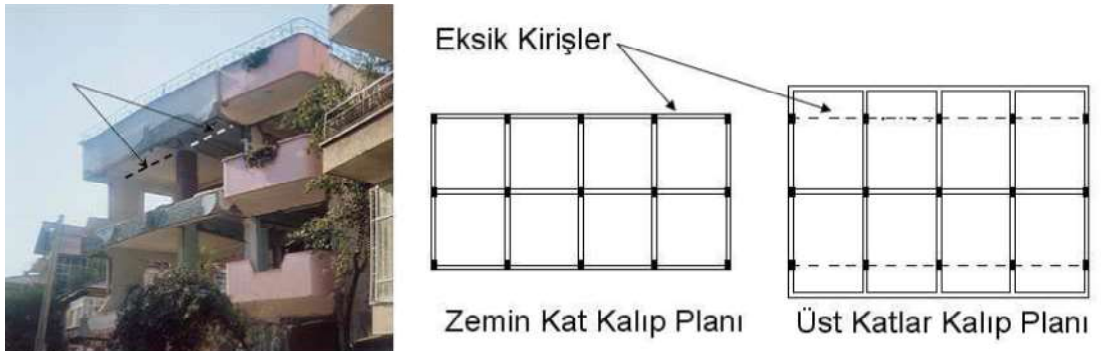 Eksik Kirişler
Zemin Kat Kalıp Planı
Üst Katlar Kalıp Planı